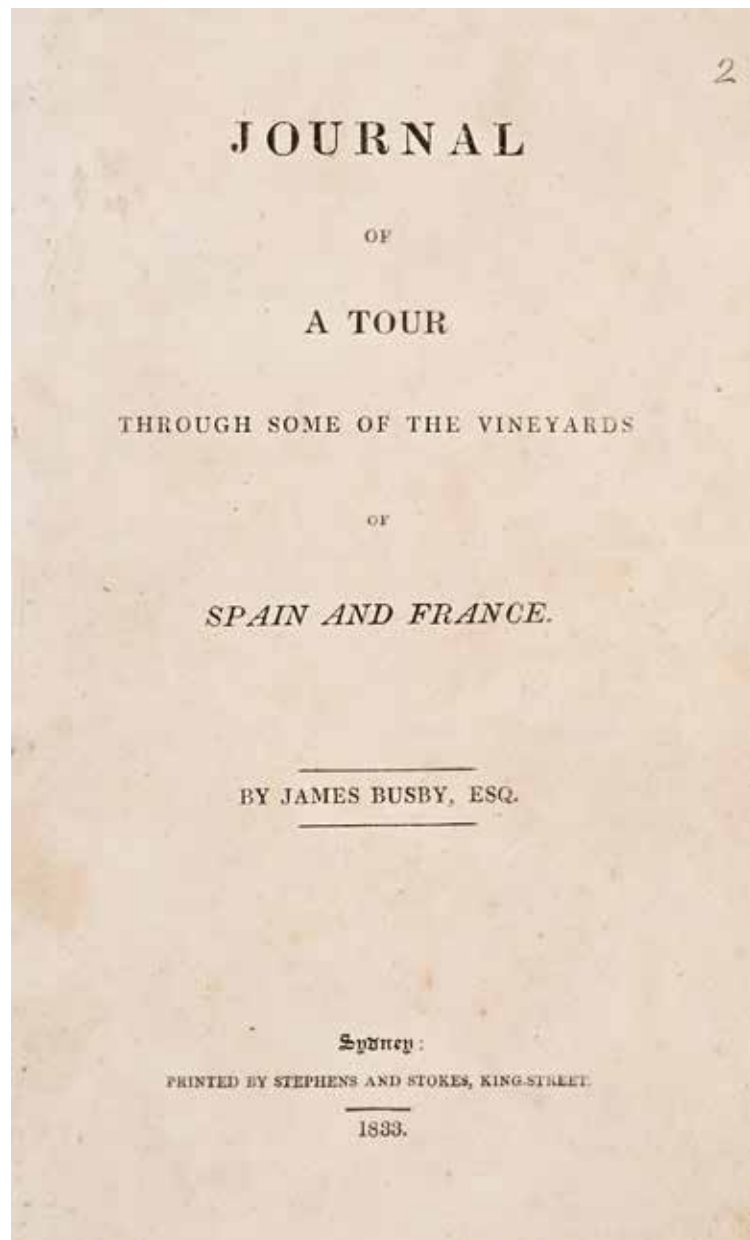 2
JOURNAL
OF
A TOUR
THROUGH SOME OF THE VINEYARDS
OF
SPAIN AND FRANCE.
BY JAMES BUSBY, ESQ.
Sydney:
PRINTED BY STEPHENS AND STOKES, KING-STREET.
1833.